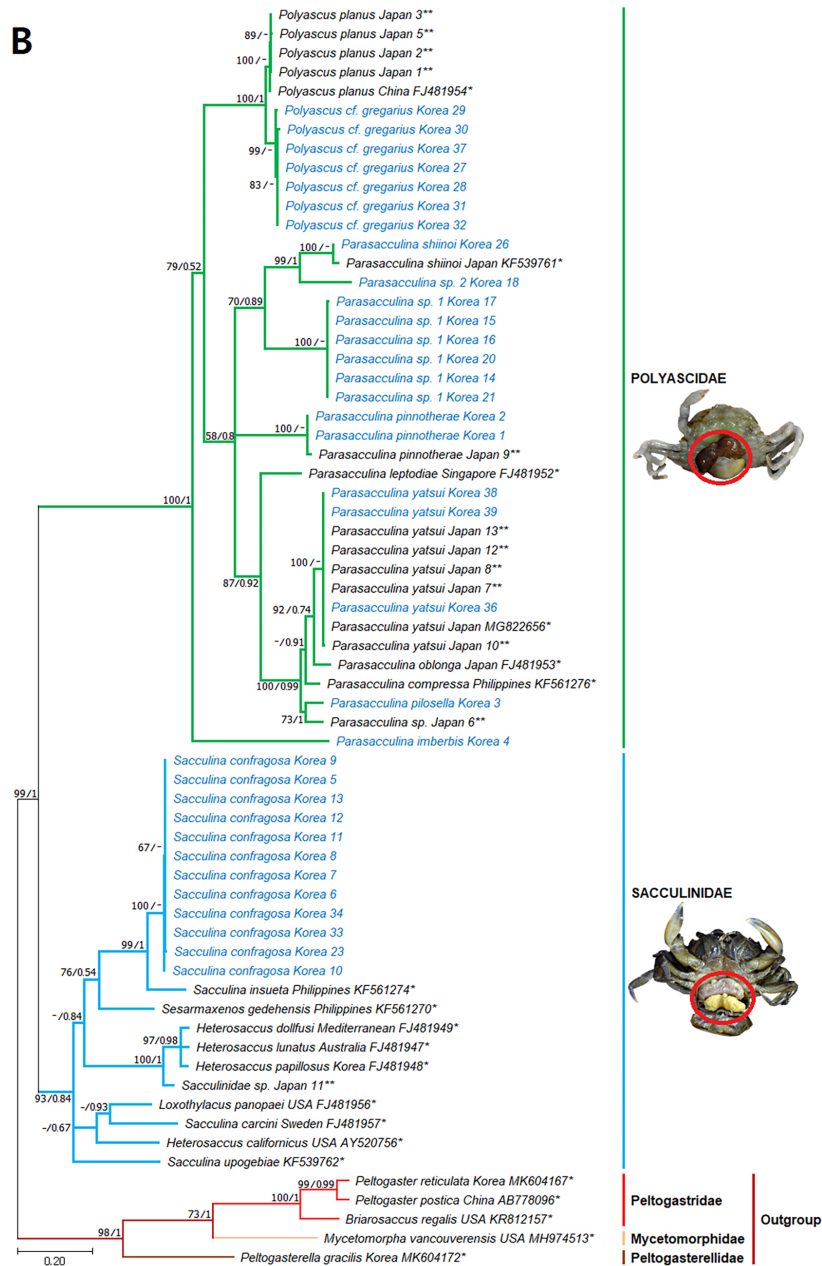 B
Polyascus planus Japan 3**
89/-
Polyascus planus Japan 5**
Polyascus planus Japan 2**
100/-
Polyascus planus Japan 1**
Polyascus planus China FJ481954*
100/1
Polyascus cf. gregarius Korea 29
Polyascus cf. gregarius Korea 30
Polyascus cf. gregarius Korea 37
99/-
Polyascus cf. gregarius Korea 27
83/-
Polyascus cf. gregarius Korea 28
Polyascus cf. gregarius Korea 31
Polyascus cf. gregarius Korea 32
Parasacculina shiinoi Korea 26
100/-
99/1
Parasacculina shiinoi Japan KF539761*
79/0.52
Parasacculina sp. 2 Korea 18
70/0.89
Parasacculina sp. 1 Korea 17
Parasacculina sp. 1 Korea 15
100/-
Parasacculina sp. 1 Korea 16
Parasacculina sp. 1 Korea 20
Parasacculina sp. 1 Korea 14
POLYASCIDAE
Parasacculina sp. 1 Korea 21
Parasacculina pinnotherae Korea 2
100/-
58/0.8
Parasacculina pinnotherae Korea 1
Parasacculina pinnotherae Japan 9**
Parasacculina leptodiae Singapore FJ481952*
100/1
Parasacculina yatsui Korea 38
Parasacculina yatsui Korea 39
Parasacculina yatsui Japan 13**
Parasacculina yatsui Japan 12**
100/-
Parasacculina yatsui Japan 8**
87/0.92
Parasacculina yatsui Japan 7**
92/0.74
Parasacculina yatsui Korea 36
Parasacculina yatsui Japan MG822656*
-/0.91
Parasacculina yatsui Japan 10**
Parasacculina oblonga Japan FJ481953*
100/0.99
Parasacculina compressa Philippines KF561276*
Parasacculina pilosella Korea 3
73/1
Parasacculina sp. Japan 6**
Parasacculina imberbis Korea 4
Sacculina confragosa Korea 9
Sacculina confragosa Korea 5
99/1
Sacculina confragosa Korea 13
Sacculina confragosa Korea 12
Sacculina confragosa Korea 11
67/-
Sacculina confragosa Korea 8
Sacculina confragosa Korea 7
Sacculina confragosa Korea 6
SACCULINIDAE
100/-
Sacculina confragosa Korea 34
Sacculina confragosa Korea 33
99/1
Sacculina confragosa Korea 23
Sacculina confragosa Korea 10
76/0.54
Sacculina insueta Philippines KF561274*
Sesarmaxenos gedehensis Philippines KF561270*
-/0.84
Heterosaccus dollfusi Mediterranean FJ481949*
97/0.98
Heterosaccus lunatus Australia FJ481947*
100/1
Heterosaccus papillosus Korea FJ481948*
Sacculinidae sp. Japan 11**
93/0.84
Loxothylacus panopaei USA FJ481956*
-/0.93
Sacculina carcini Sweden FJ481957*
-/0.67
Heterosaccus californicus USA AY520756*
Sacculina upogebiae KF539762*
Peltogaster reticulata Korea MK604167*
99/0.99
100/1
Peltogaster postica China AB778096*
Peltogastridae
Briarosaccus regalis USA KR812157*
73/1
Outgroup
98/1
Mycetomorpha vancouverensis USA MH974513*
Mycetomorphidae
Peltogasterella gracilis Korea MK604172*
Peltogasterellidae
0.20